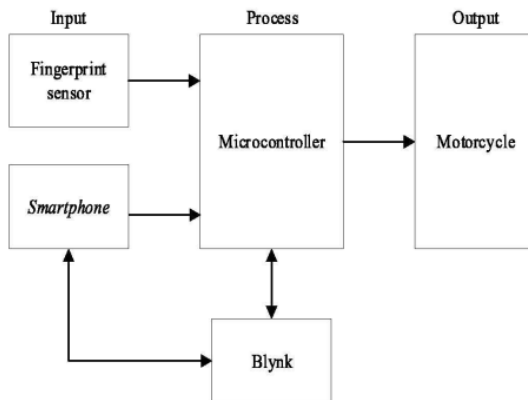 Input
Process
Output
Fingerprint
sensor
Microcontroller
Motorcycle
Smartphone
Blynk